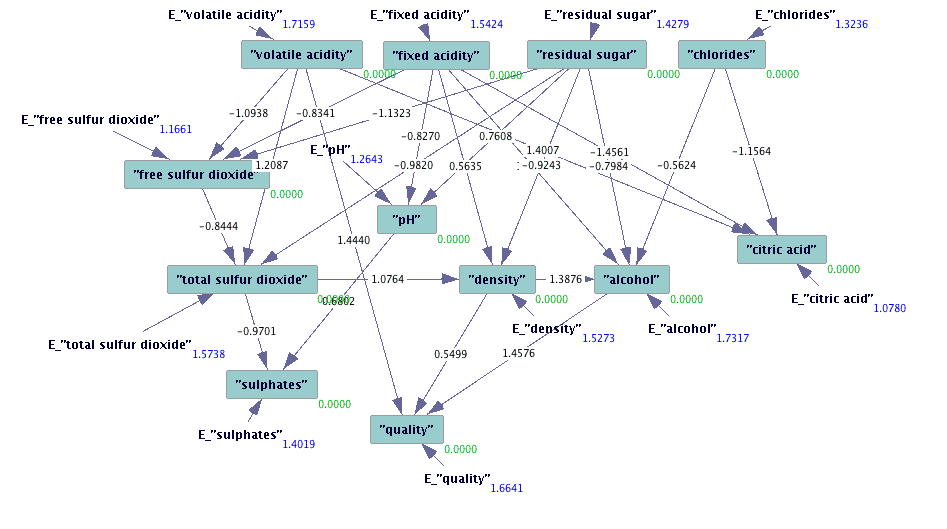 E_"volatile acidity" 1.7159
E_"fixed acidity" 1.5424
E_"residual sugar" 1.4279
E_"chlorides" 1.3236
"volatile acidity" 0.0000
"fixed acidity" 0.0000
"residual sugar" 0.0000
"chlorides" 0.0000
−1.0938
−0.8341
−1.1323
E_"free sulfur dioxide" 1.1661
−0.8270
0.7608
E_"pH" 1.2643
1.4007
−1.4561
−1.1564
"free sulfur dioxide" 0.0000
1.2087
−0.9820
0.5635
−0.9243
−0.7984
−0.5624
"pH" 0.0000
−0.8444
1.4440
"citric acid" 0.0000
"total sulfur dioxide" 0.0000
1.0764
"density" 0.0000
1.3876
"alcohol" 0.0000
0.6802
E_"citric acid" 1.0780
E_"total sulfur dioxide" 1.5738
−0.9701
E_"density" 1.5273
E_"alcohol" 1.7317
0.5499
1.4576
"sulphates" 0.0000
E_"sulphates" 1.4019
"quality" 0.0000
E_"quality" 1.6641